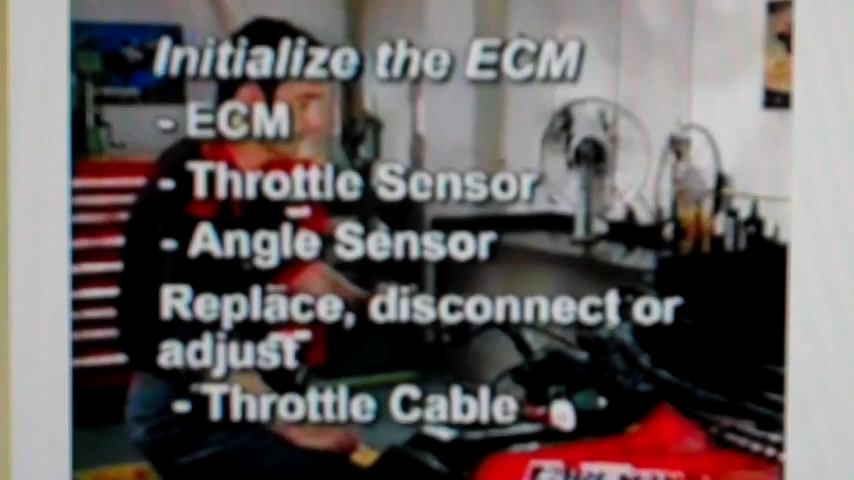 Initialize the ECM
- ECM
- Throttle Sensor
- Angle Sensor
Replace, disconnect or
adjust
- Throttle Cable